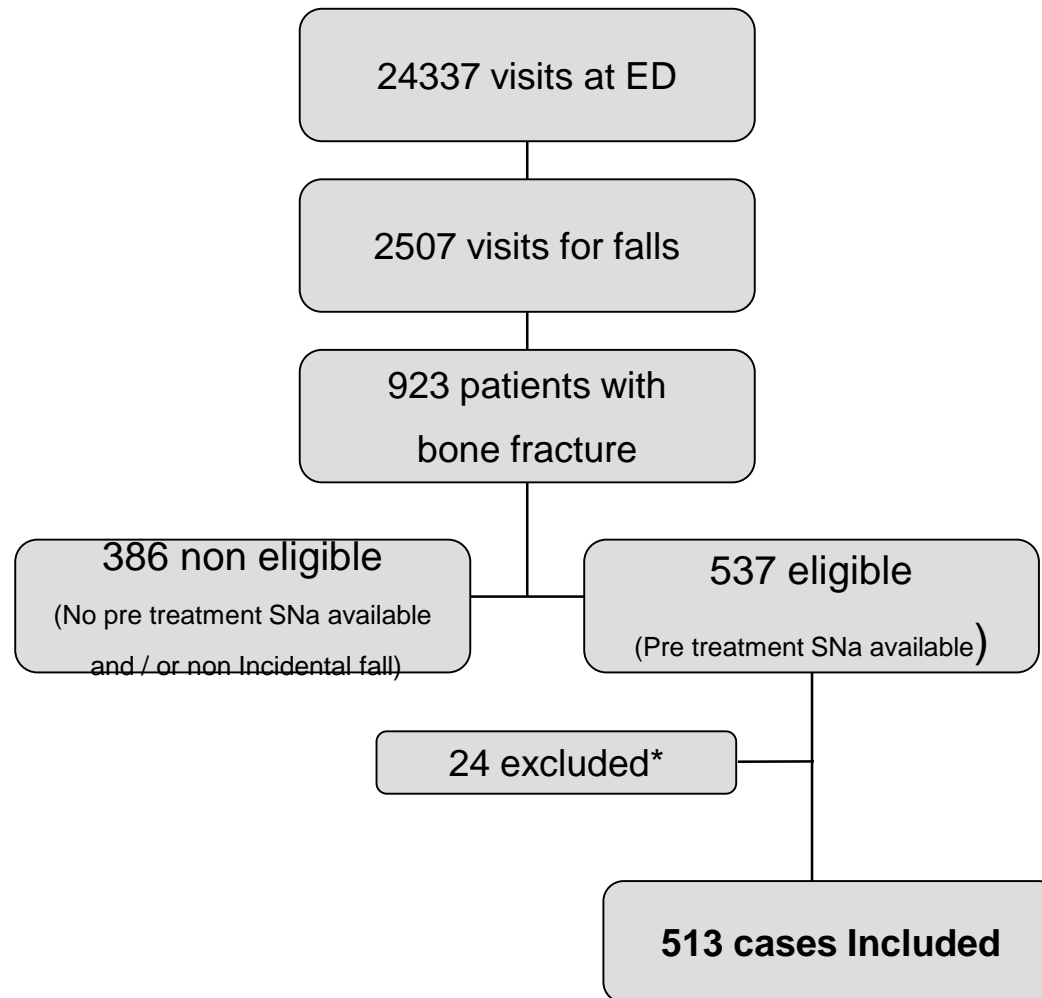 24337 visits at ED
2507 visits for falls
923 patients with
bone fracture
386 non eligible
(No pre treatment SNa available
and / or non Incidental fall)
537 eligible
(Pre treatment SNa available)
24 excluded*
513 cases Included